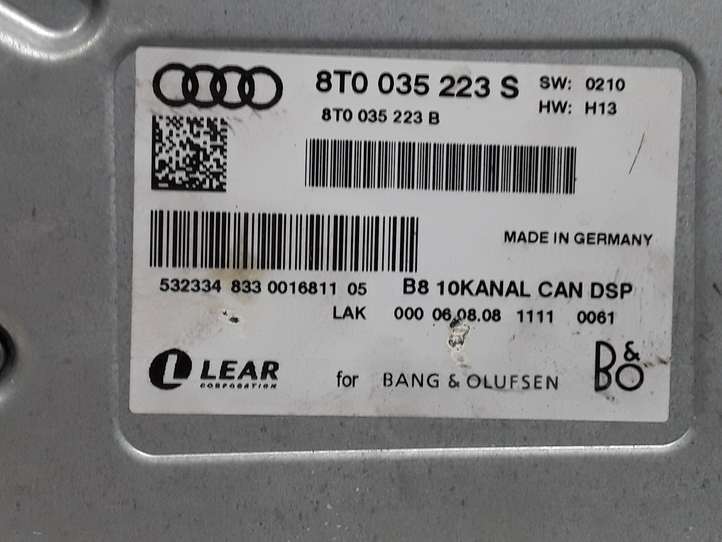 8T0 035 223 S SW: 0210
8T0 035 223 B HW: H13
MADE IN GERMANY
532334 833 0016811 05 B8 10KANAL CAN DSP
LAK 000 06.08.08 1111 0061
L LEAR
CORPORATION
for BANG & OLUFSEN B&O